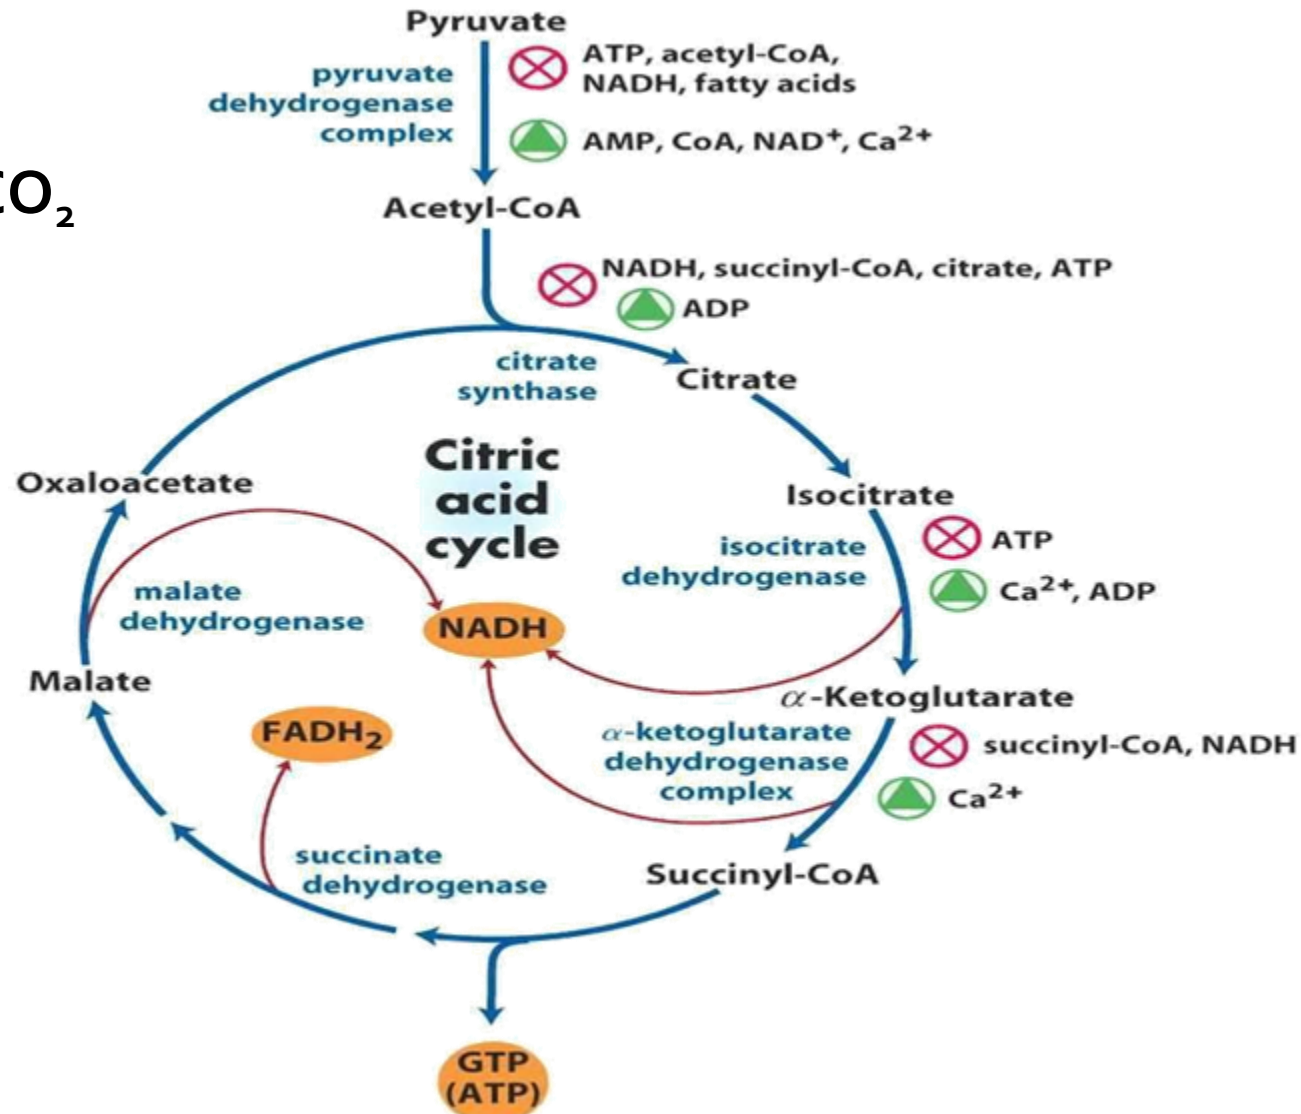 Pyruvate
pyruvate
dehydrogenase
complex
ATP, acetyl-CoA,
NADH, fatty acids
AMP, CoA, NAD⁺, Ca²⁺
CO₂
Acetyl-CoA
NADH, succinyl-CoA, citrate, ATP
ADP
citrate
synthase
Citrate
Citric
acid
cycle
Oxaloacetate
Isocitrate
isocitrate
dehydrogenase
ATP
Ca²⁺, ADP
malate
dehydrogenase
NADH
Malate
α-Ketoglutarate
FADH₂
α-ketoglutarate
dehydrogenase
complex
succinyl-CoA, NADH
Ca²⁺
succinate
dehydrogenase
Succinyl-CoA
GTP
(ATP)